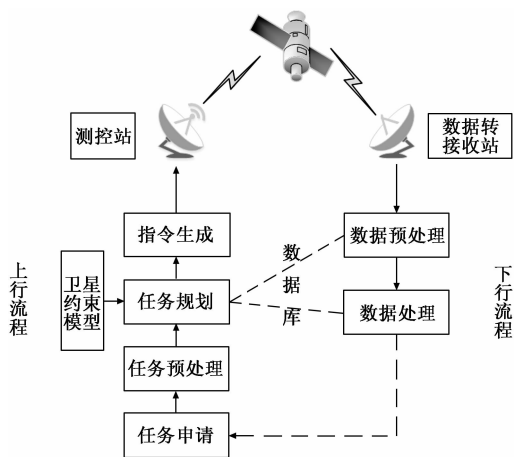 测控站
数据转
接收站
指令生成
数据预处理
上行流程
卫星
约束
模型
任务规划
数据库
数据处理
下行流程
任务预处理
任务申请